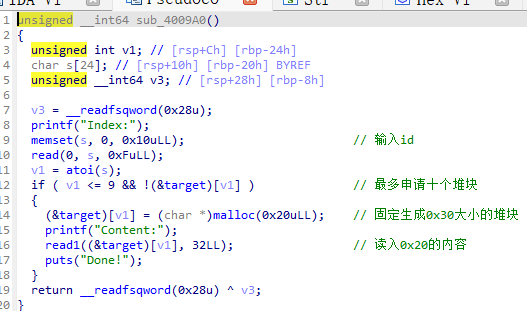 IDA V1
Pseudoco
Str
Hex V1
1 unsigned __int64 sub_4009A0()
2 {
3 unsigned int v1; // [rsp+Ch] [rbp-24h]
4 char s[24]; // [rsp+10h] [rbp-20h] BYREF
5 unsigned __int64 v3; // [rsp+28h] [rbp-8h]
6
7 v3 = __readfsqword(0x28u);
8 printf("Index:");
9 memset(s, 0, 0x10uLL); // 输入id
10 read(0, s, 0xFuLL);
11 v1 = atoi(s);
12 if ( v1 <= 9 && !(&target)[v1] ) // 最多申请十个堆块
13 {
14 (&target)[v1] = (char *)malloc(0x20uLL); // 固定生成0x30大小的堆块
15 printf("Content:");
16 read1((&target)[v1], 32LL); // 读入0x20的内容
17 puts("Done!");
18 }
19 return __readfsqword(0x28u) ^ v3;
20 }